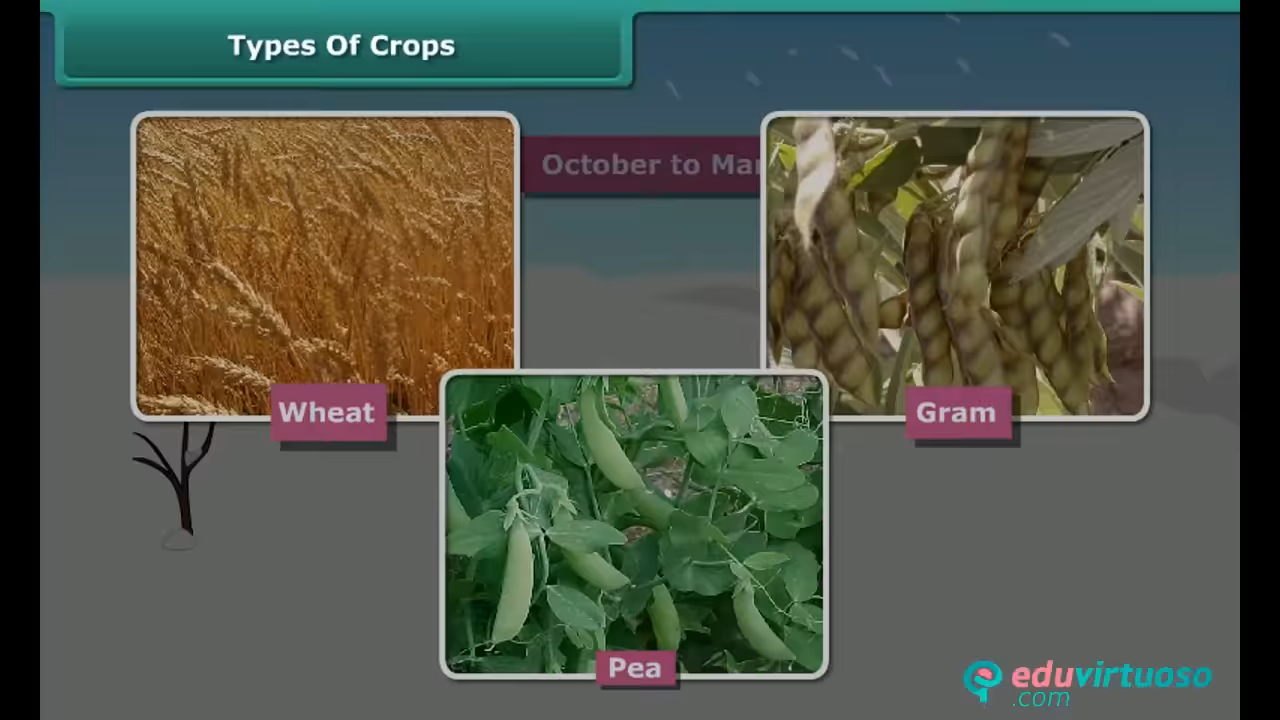 Types Of Crops
October to Mar
Wheat
Gram
Pea
eduvirtuoso
.com